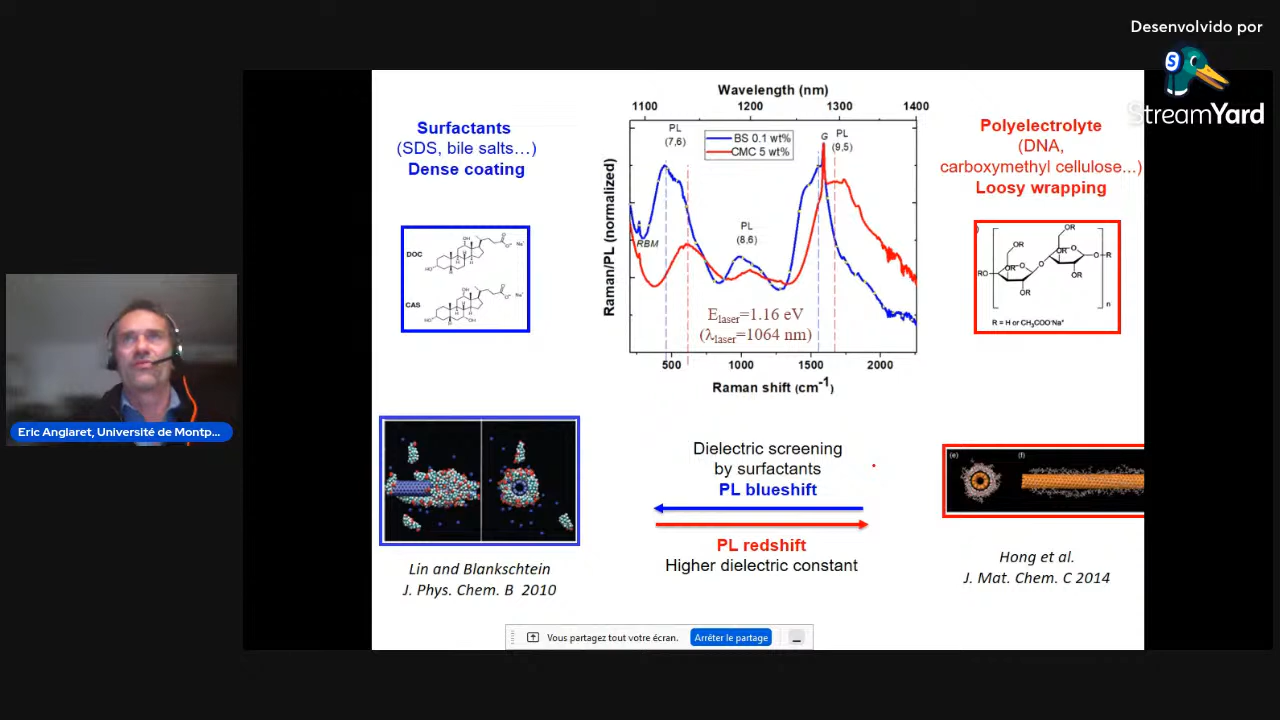 Desenvolvido por
StreamYard
Surfactants
(SDS, bile salts…)
Dense coating
DOC
CAS
Wavelength (nm)
1100 1200 1300 1400
PL
(7,6)
BS 0.1 wt%
CMC 5 wt%
G
PL
(9,5)
RBM
PL
(8,6)
Raman/PL (normalized)
Elaser=1.16 eV
(λlaser=1064 nm)
500 1000 1500 2000
Raman shift (cm-1)
Polyelectrolyte
(DNA,
carboxymethyl cellulose...)
Loosy wrapping
R = H or CH₂COO⁻Na⁺
Eric Anglaret, Université de Montp...
Lin and Blankschtein
J. Phys. Chem. B 2010
Dielectric screening
by surfactants
PL blueshift
PL redshift
Higher dielectric constant
(e) (f)
Hong et al.
J. Mat. Chem. C 2014
Vous partagez tout votre écran. Arrêter le partage